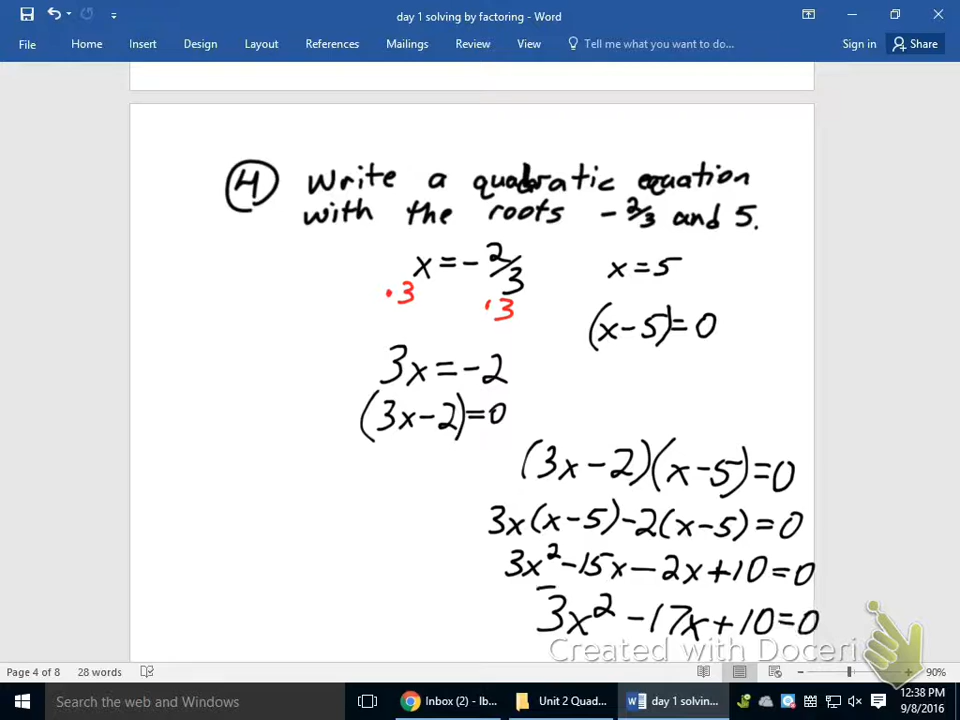 day 1 solving by factoring - Word
File Home Insert Design Layout References Mailings Review View Tell me what you want to do... Sign in Share
4 Write a quadratic equation
with the roots - 2/3 and 5.
x = - 2/3 x = 5
· 3 · 3
(x - 5) = 0
3x = -2
(3x - 2) = 0
(3x - 2)(x - 5) = 0
3x(x - 5) - 2(x - 5) = 0
3x² - 15x - 2x + 10 = 0
3x² - 17x + 10 = 0
Created with Doceri
Page 4 of 8 28 words 90%
Search the web and Windows Inbox (2) - Ib... Unit 2 Quad... day 1 solvin... 12:38 PM
9/8/2016